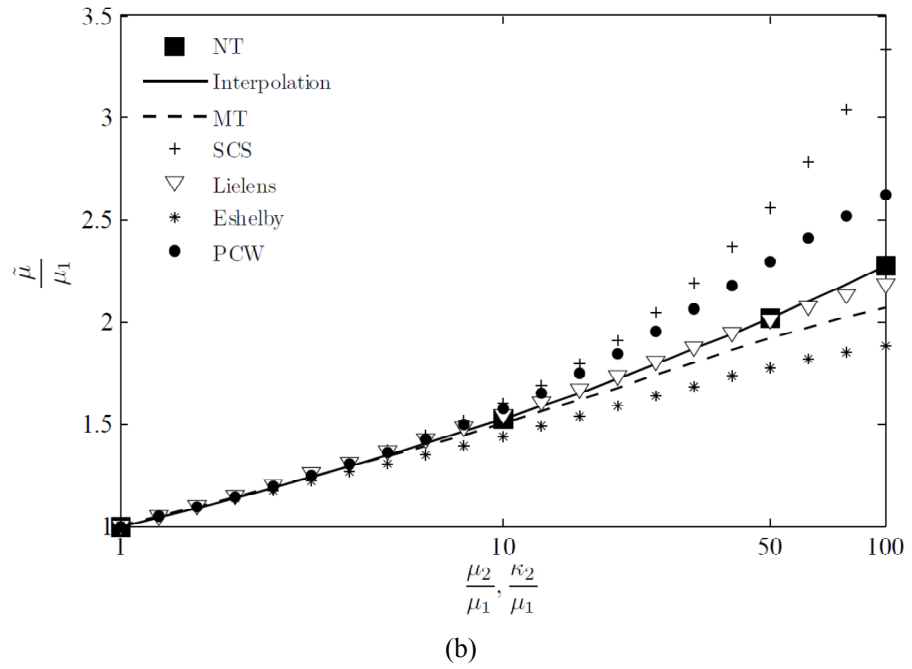 3.5
3
2.5
2
1.5
1
NT
Interpolation
MT
SCS
Lielens
Eshelby
PCW
μ̃
μ₁
1
10
50
100
μ₂
μ₁
,
κ₂
μ₁
(b)